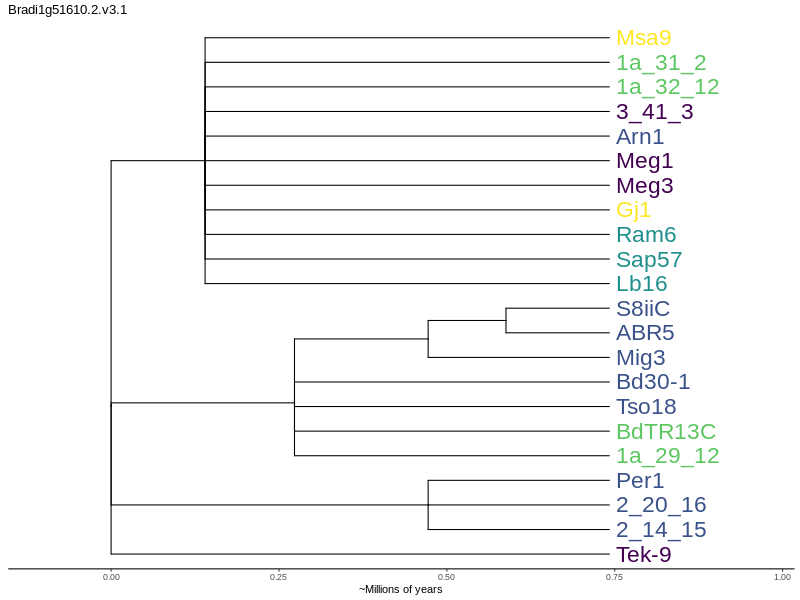 Bradi1g51610.2.v3.1
Msa9
1a_31_2
1a_32_12
3_41_3
Arn1
Meg1
Meg3
Gj1
Ram6
Sap57
Lb16
S8iiC
ABR5
Mig3
Bd30-1
Tso18
BdTR13C
1a_29_12
Per1
2_20_16
2_14_15
Tek-9
0.00 0.25 0.50 0.75 1.00
~Millions of years